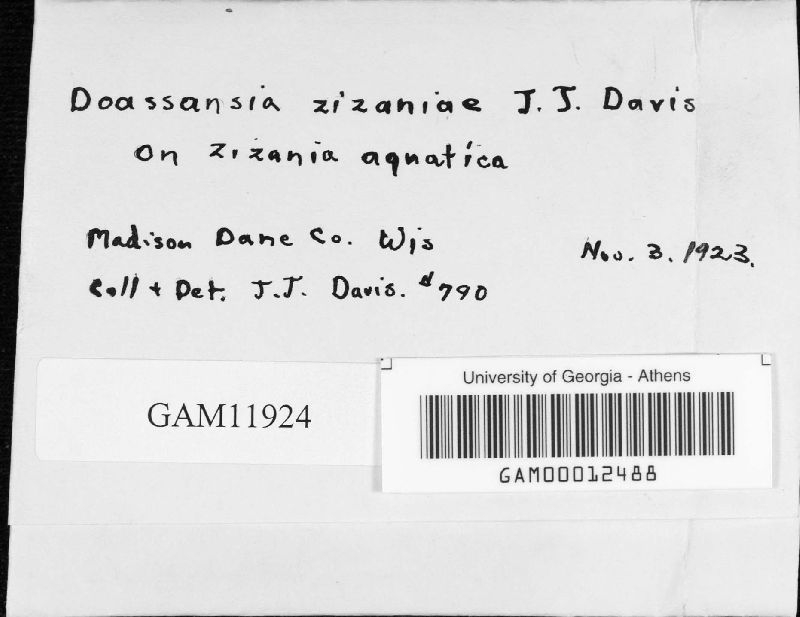 Doassansia zizaniae J.J. Davis
on zizania aquatica
Madison Dane Co. Wis
Nov. 3. 1923.
Coll + Det. J.J. Davis. #790
GAM11924
University of Georgia - Athens
GAM00012488